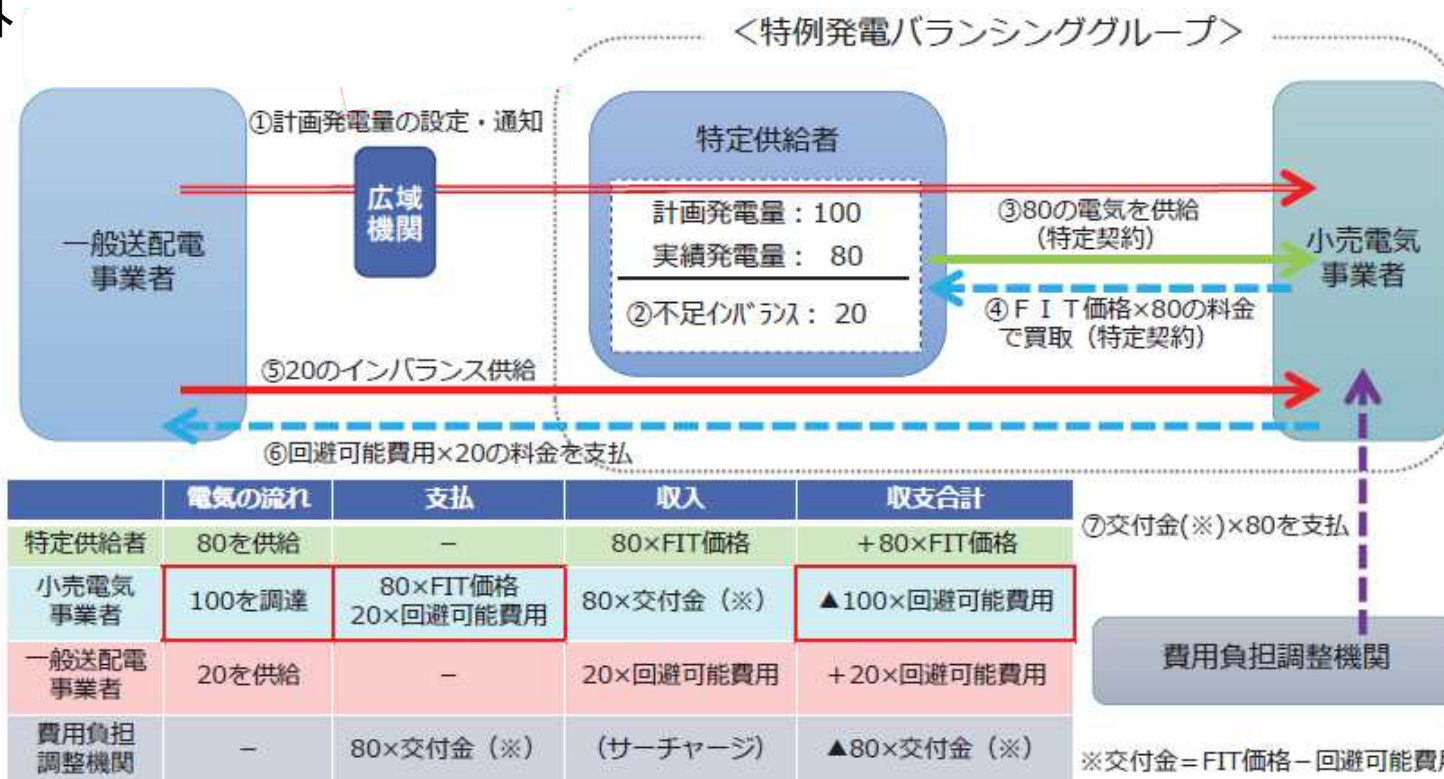 ＜特例発電バランシンググループ＞
①計画発電量の設定・通知
広域
機関
一般送配電
事業者
特定供給者
計画発電量：100
実績発電量： 80
②不足ｲﾝﾊﾞﾗﾝｽ： 20
③80の電気を供給
（特定契約）
④ＦＩＴ価格×80の料金
で買取（特定契約）
小売電気
事業者
⑤20のインバランス供給
⑥回避可能費用×20の料金を支払
⑦交付金(※)×80を支払
費用負担調整機関
電気の流れ 支払 収入 収支合計
特定供給者 80を供給 － 80×FIT価格 ＋80×FIT価格
小売電気
事業者 100を調達 80×FIT価格
20×回避可能費用 80×交付金（※） ▲100×回避可能費用
一般送配電
事業者 20を供給 － 20×回避可能費用 ＋20×回避可能費用
費用負担
調整機関 － 80×交付金（※） （サーチャージ） ▲80×交付金（※）
※交付金＝FIT価格－回避可能費